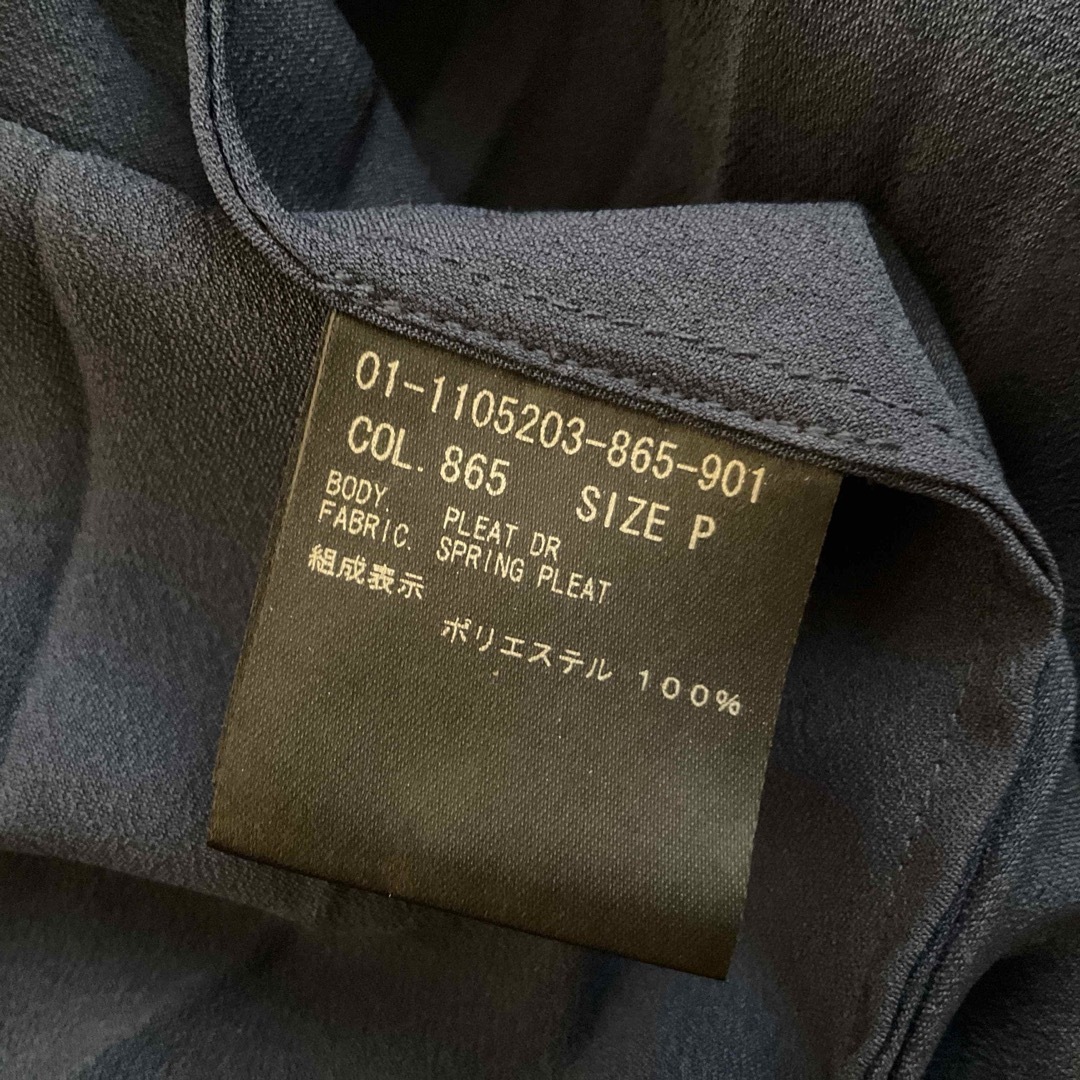 01-1105203-865-901
COL. 865 SIZE P
BODY. PLEAT DR
FABRIC. SPRING PLEAT
組成表示
ポリエステル 100%